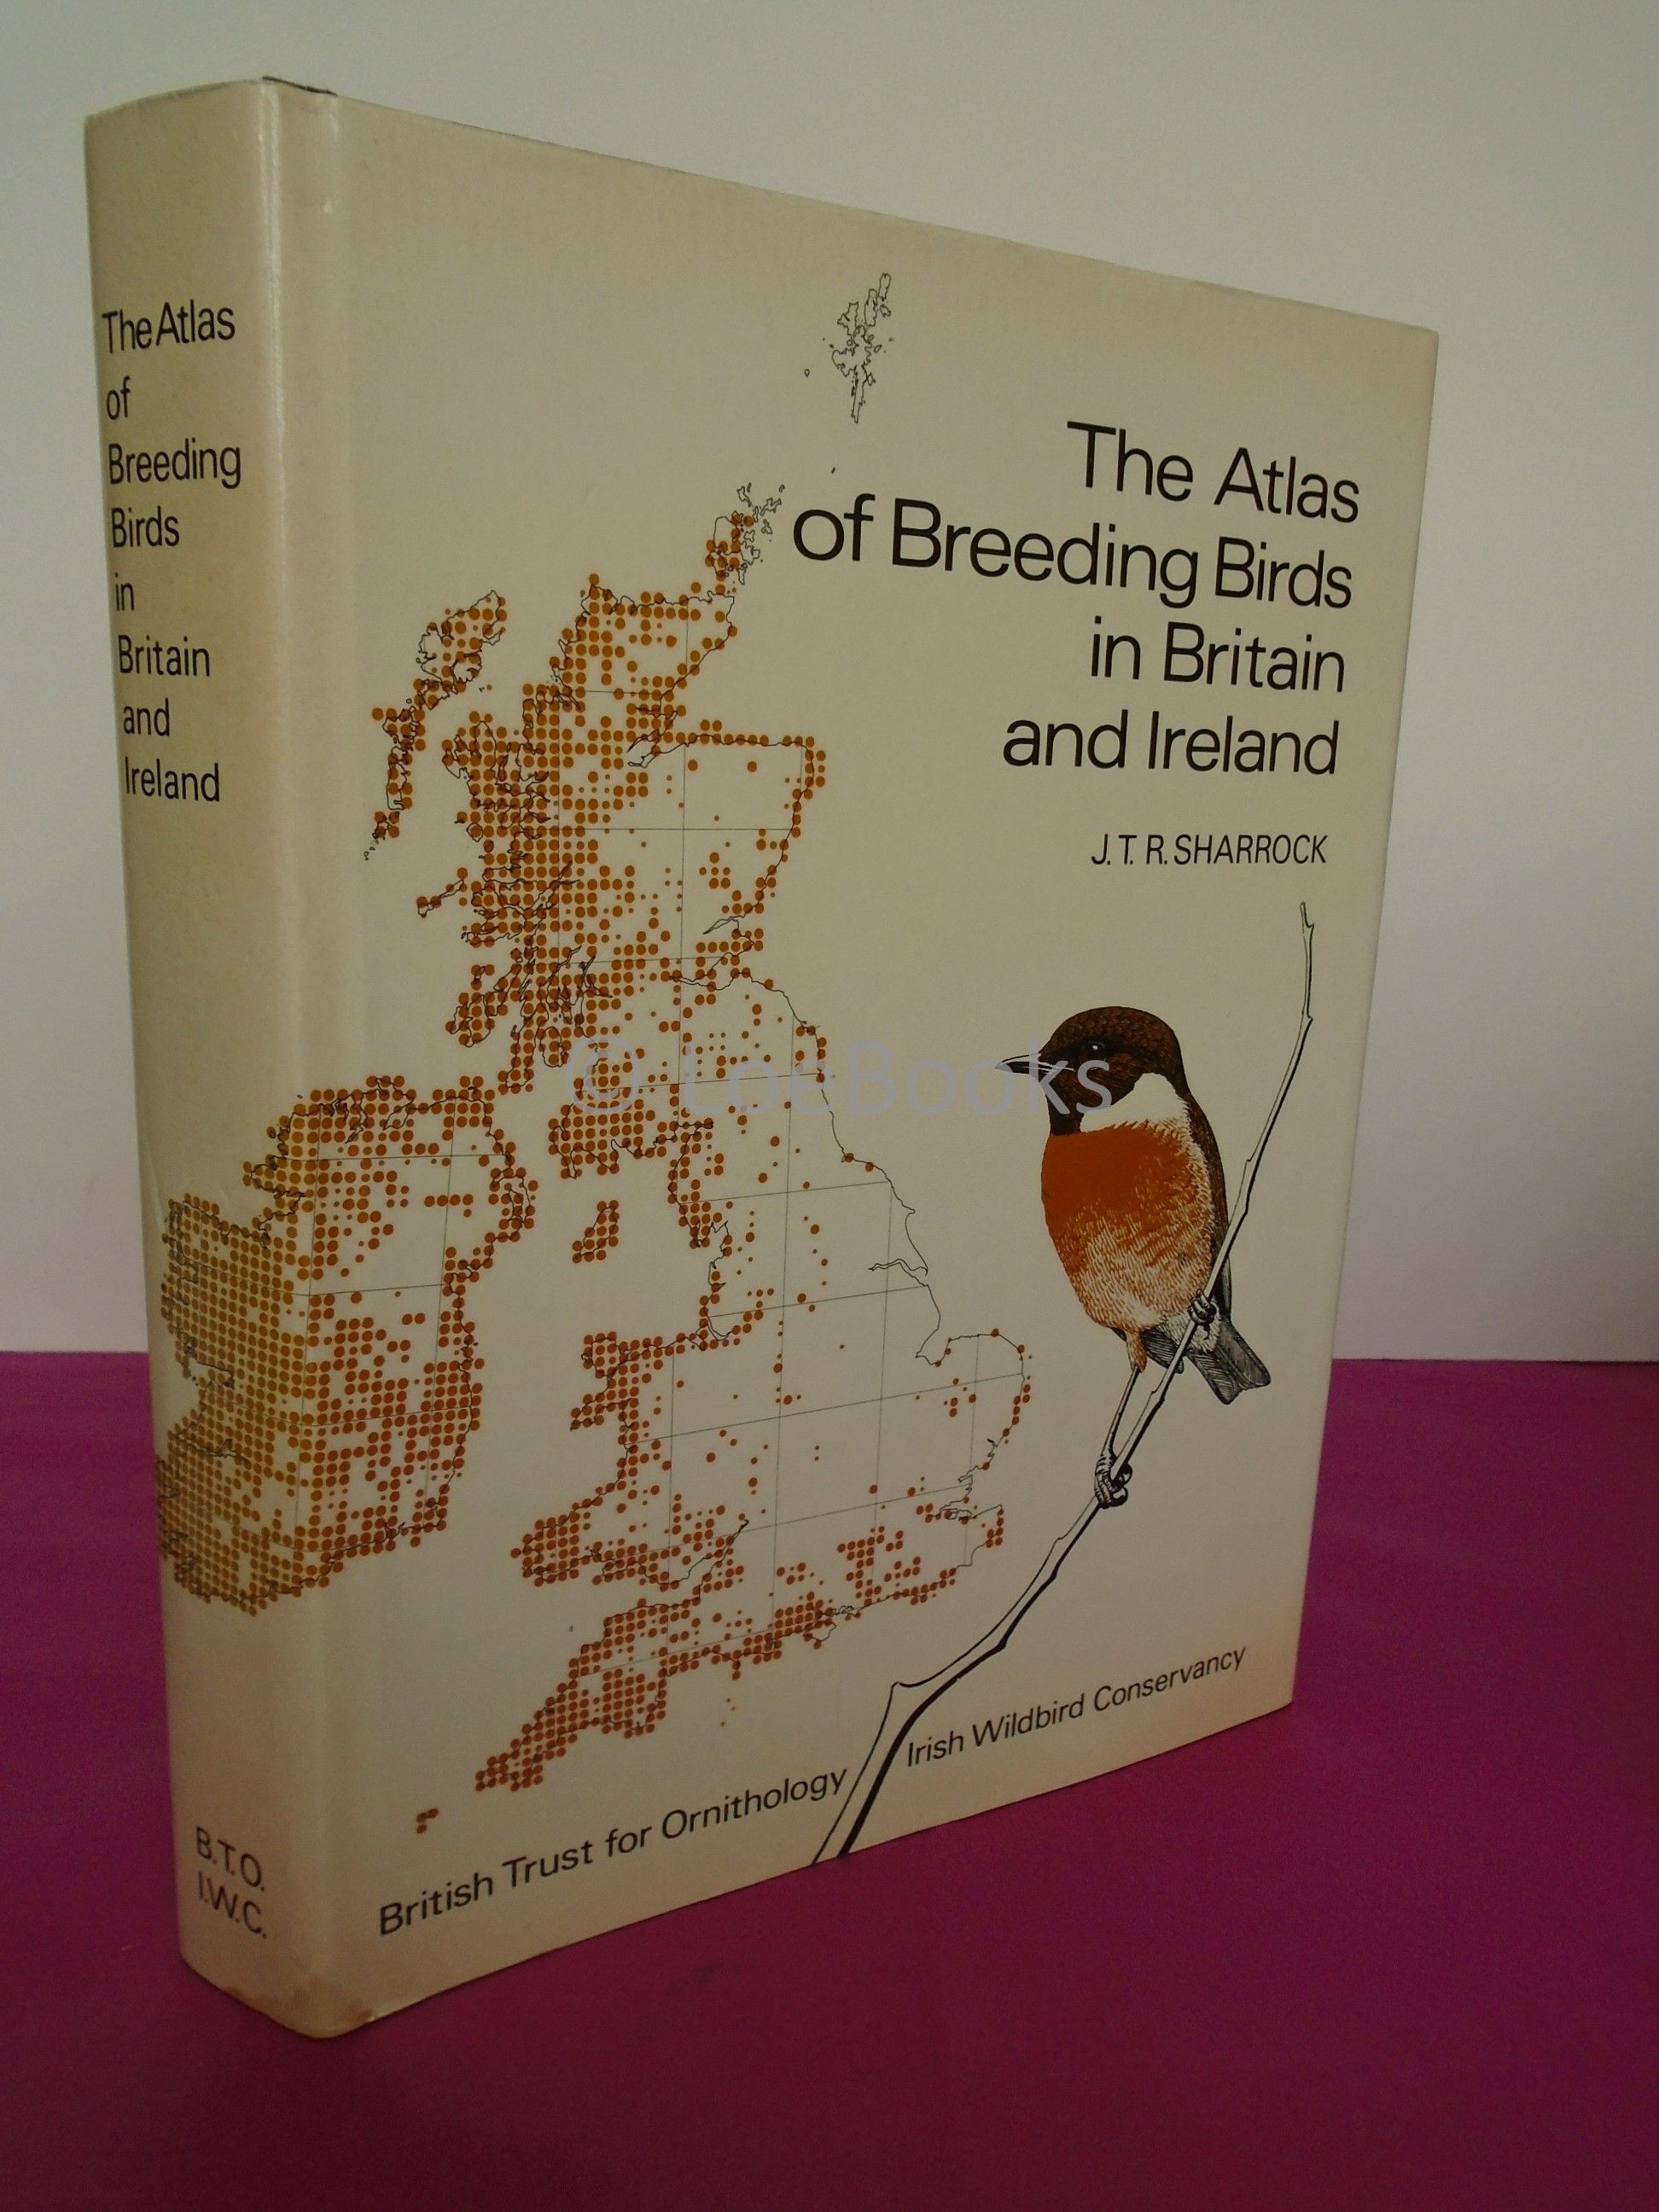 The Atlas
of
Breeding
Birds
in
Britain
and
Ireland
B.T.O.
I.W.C.
The Atlas
of Breeding Birds
in Britain
and Ireland
J.T.R. SHARROCK
© LoeBooks
British Trust for Ornithology Irish Wildbird Conservancy